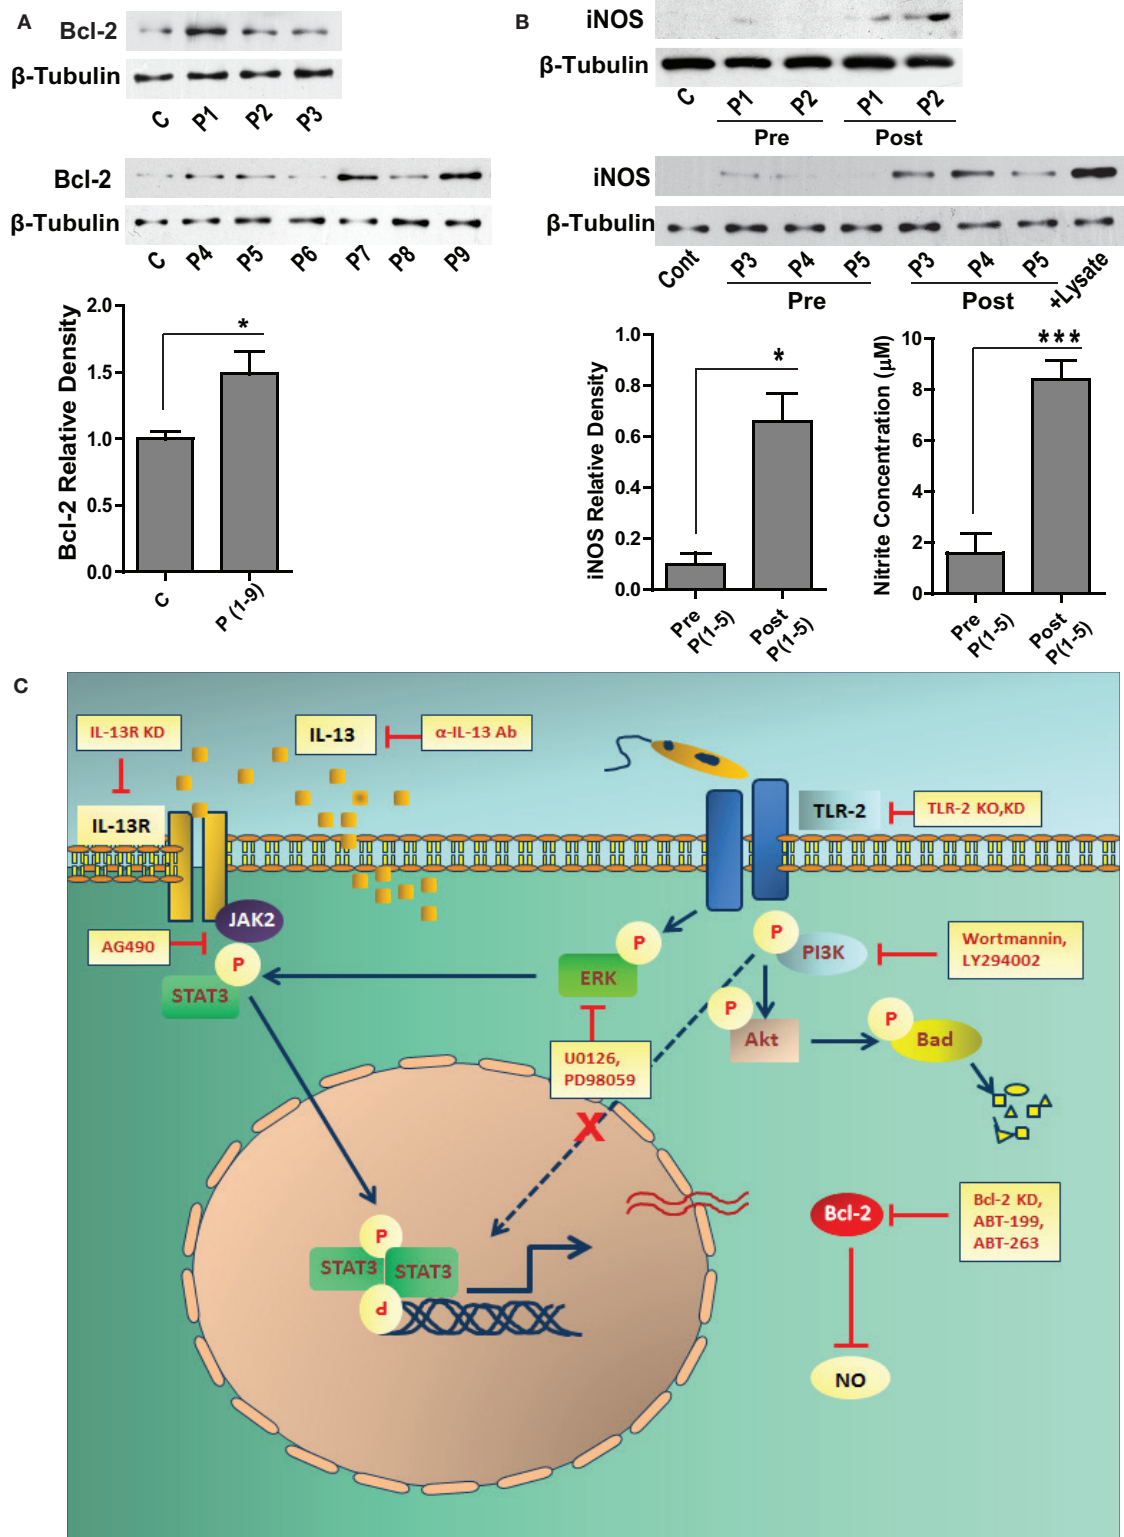 A
Bcl-2
β-Tubulin
C P1 P2 P3
Bcl-2
β-Tubulin
C P4 P5 P6 P7 P8 P9
Bcl-2 Relative Density
2.0
1.5
1.0
0.5
0.0
*
C
P (1-9)
B
iNOS
β-Tubulin
C P1 P2 P1 P2
Pre Post
iNOS
β-Tubulin
Cont P3 P4 P5 P3 P4 P5 +Lysate
Pre Post
iNOS Relative Density
1.0
0.8
0.6
0.4
0.2
0.0
*
Pre
P(1-5)
Post
P(1-5)
Nitrite Concentration (µM)
10
8
6
4
2
0
***
Pre
P(1-5)
Post
P(1-5)
C
IL-13R KD
IL-13
α-IL-13 Ab
IL-13R
TLR-2
TLR-2 KO,KD
JAK2
AG490
P
STAT3
P
ERK
P
PI3K
Wortmannin,
LY294002
P
Akt
P
Bad
U0126,
PD98059
X
P
STAT3 STAT3
P
Bcl-2
Bcl-2 KD,
ABT-199,
ABT-263
NO